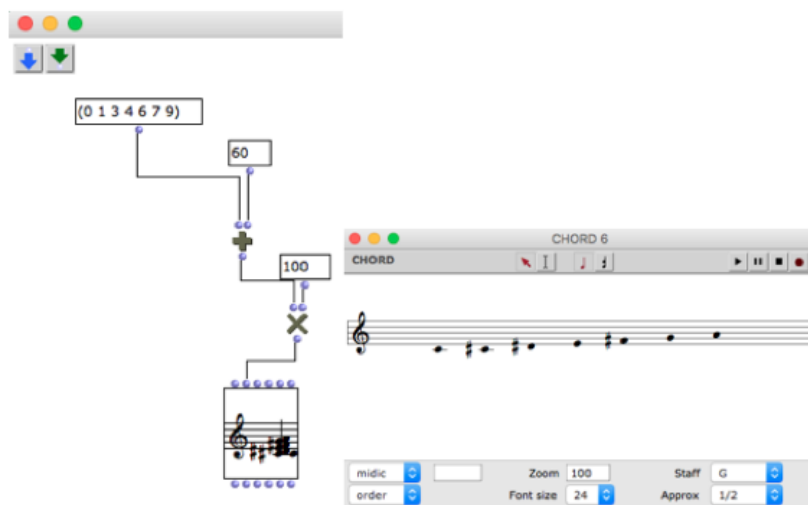 (0 1 3 4 6 7 9)
60
100
CHORD 6
CHORD
midic
Zoom 100
Staff G
order
Font size 24
Approx 1/2